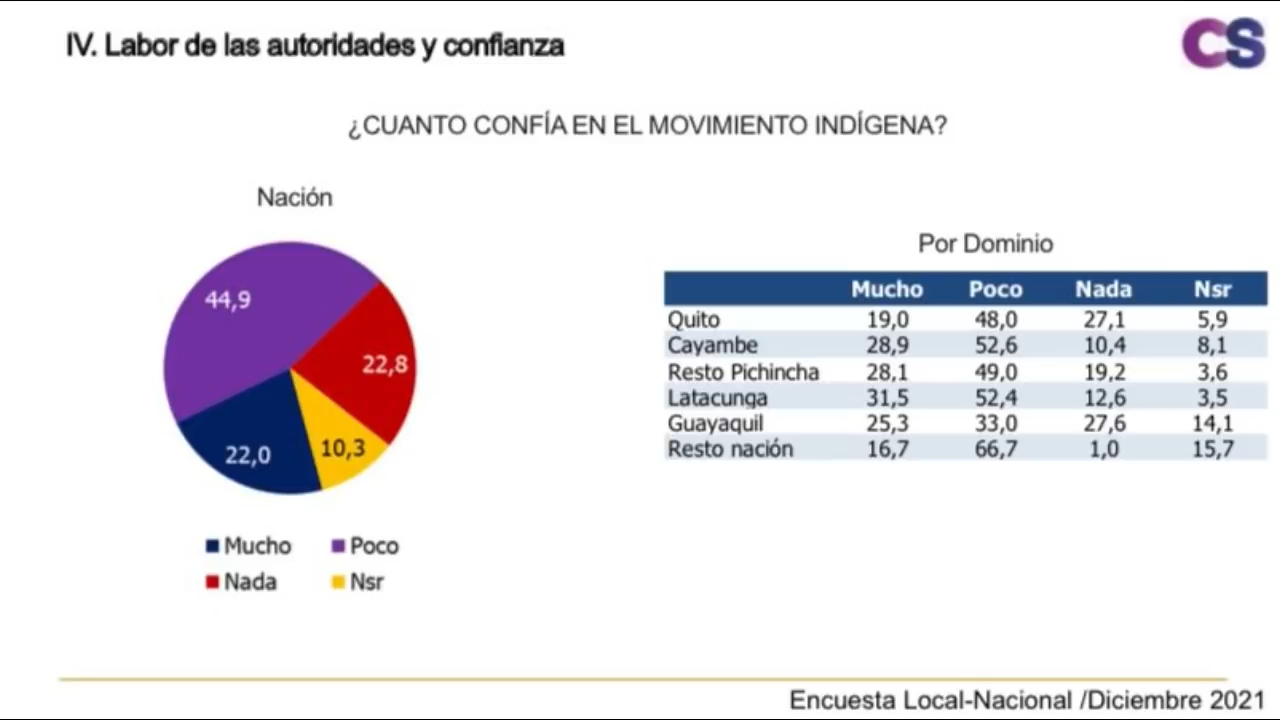 IV. Labor de las autoridades y confianza
CS
¿CUANTO CONFÍA EN EL MOVIMIENTO INDÍGENA?
Nación
44,9
22,8
22,0
10,3
Mucho Poco
Nada Nsr
Por Dominio
Mucho Poco Nada Nsr
Quito 19,0 48,0 27,1 5,9
Cayambe 28,9 52,6 10,4 8,1
Resto Pichincha 28,1 49,0 19,2 3,6
Latacunga 31,5 52,4 12,6 3,5
Guayaquil 25,3 33,0 27,6 14,1
Resto nación 16,7 66,7 1,0 15,7
Encuesta Local-Nacional /Diciembre 2021